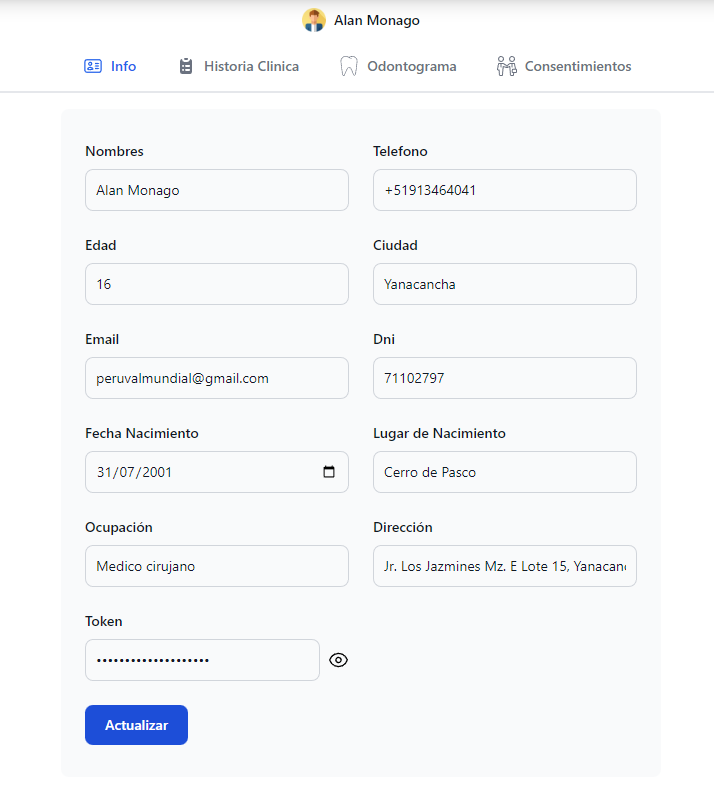 Alan Monago
Info Historia Clinica Odontograma Consentimientos
Nombres Telefono
Alan Monago +51913464041
Edad Ciudad
16 Yanacancha
Email Dni
peruvalmundial@gmail.com 71102797
Fecha Nacimiento Lugar de Nacimiento
31/07/2001 Cerro de Pasco
Ocupación Dirección
Medico cirujano Jr. Los Jazmines Mz. E Lote 15, Yanacan
Token
••••••••••••••••••••
Actualizar